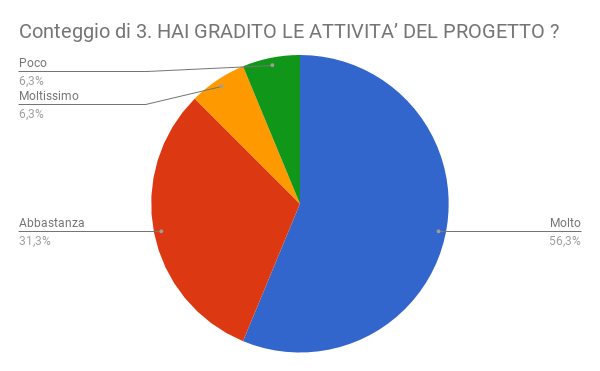 Conteggio di 3. HAI GRADITO LE ATTIVITA’ DEL PROGETTO ?
Poco
6,3%
Moltissimo
6,3%
Abbastanza
31,3%
Molto
56,3%